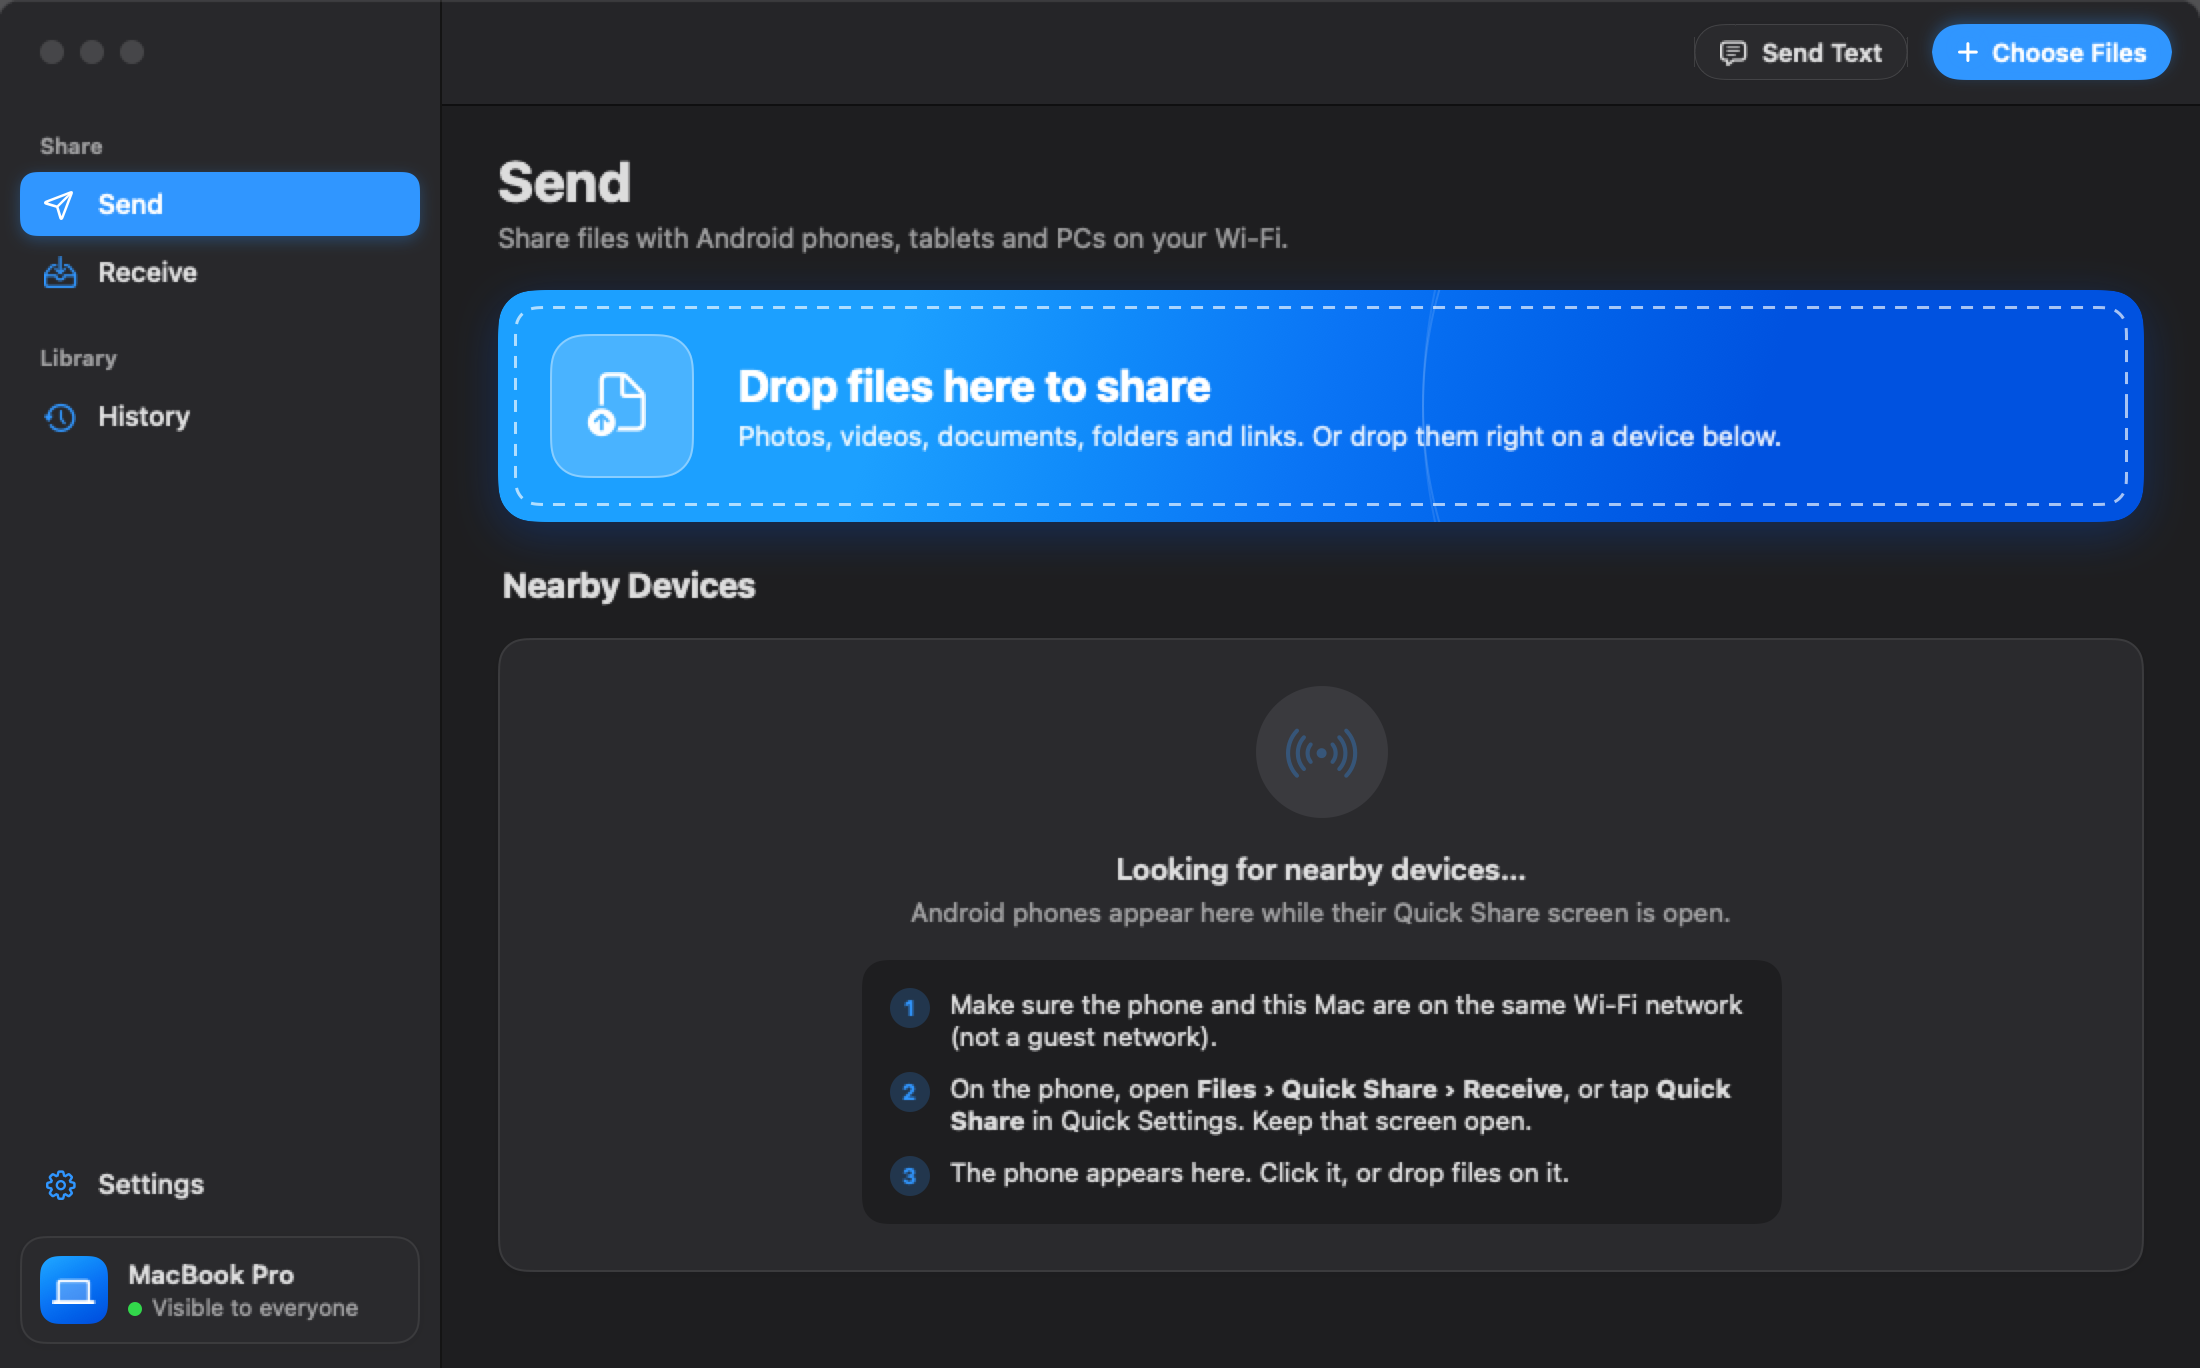 Send Text
Choose Files
Share
Send
Receive
Library
History
Settings
MacBook Pro
Visible to everyone
Send
Share files with Android phones, tablets and PCs on your Wi-Fi.
Drop files here to share
Photos, videos, documents, folders and links. Or drop them right on a device below.
Nearby Devices
Looking for nearby devices...
Android phones appear here while their Quick Share screen is open.
1 Make sure the phone and this Mac are on the same Wi-Fi network
(not a guest network).
2 On the phone, open Files › Quick Share › Receive, or tap Quick
Share in Quick Settings. Keep that screen open.
3 The phone appears here. Click it, or drop files on it.